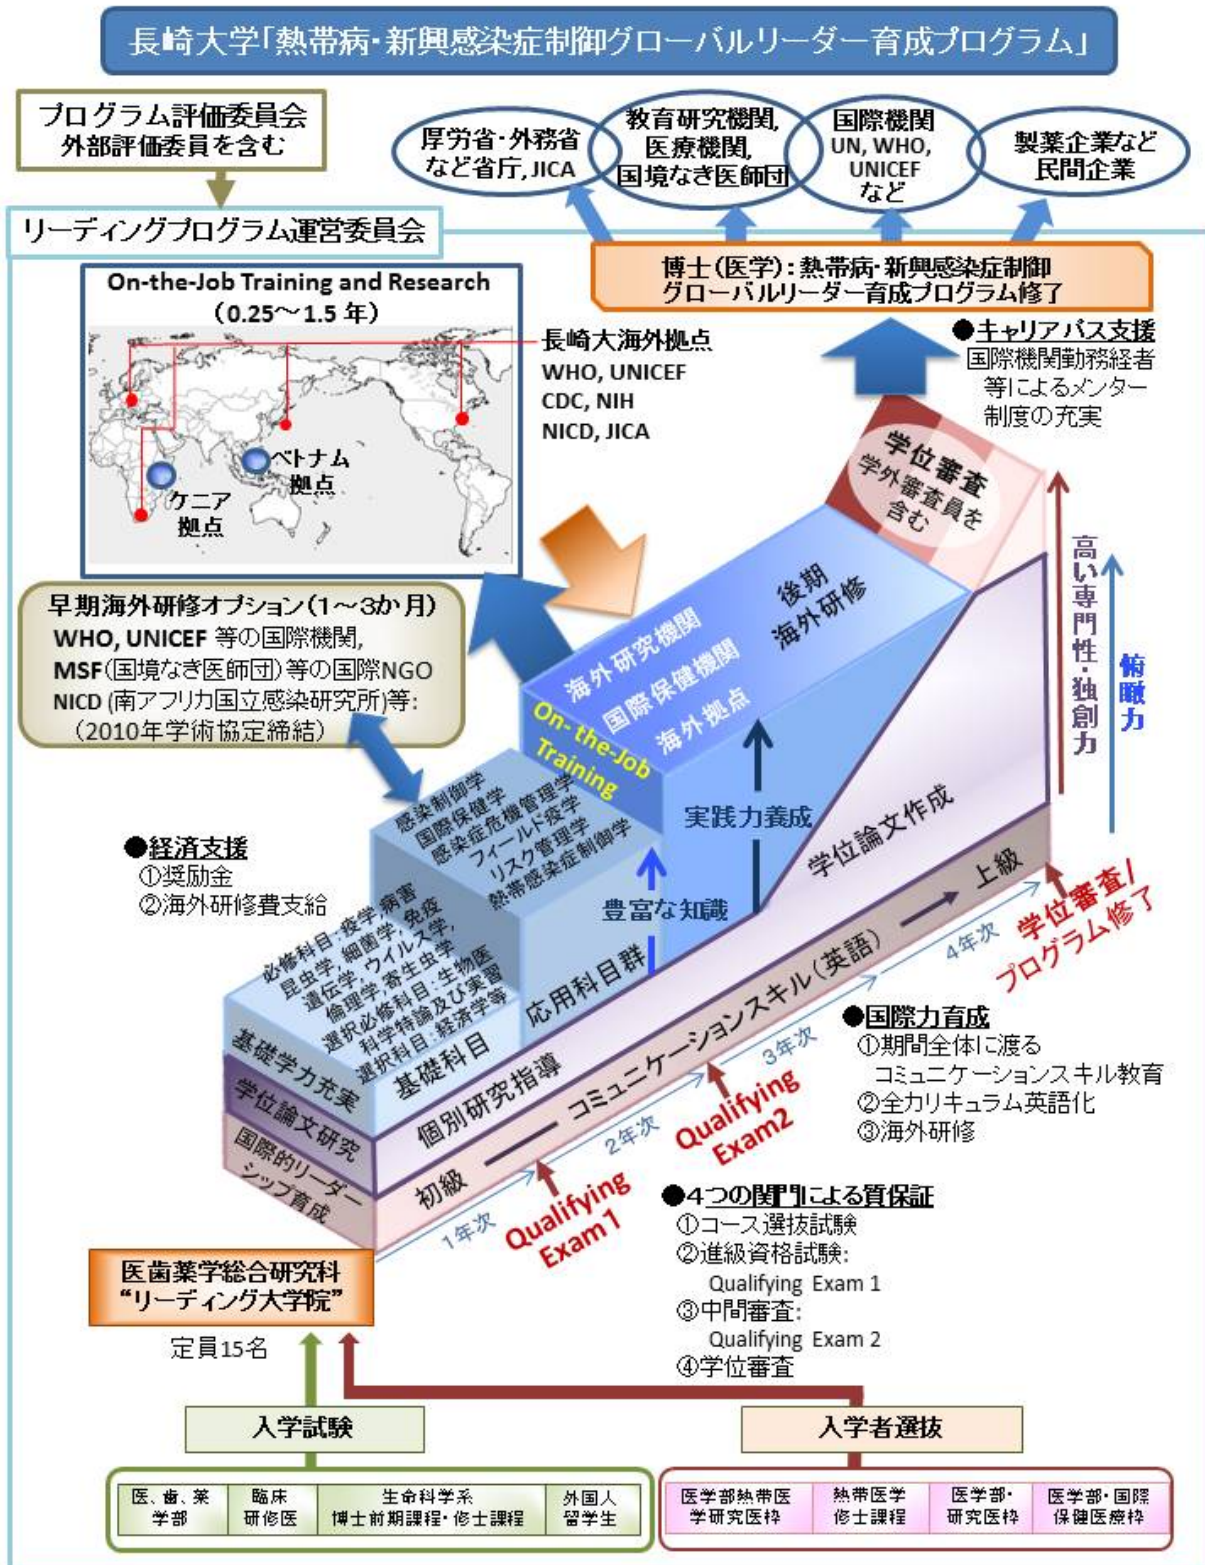 長崎大学「熱帯病・新興感染症制御グローバルリーダー育成プログラム」
プログラム評価委員会
外部評価委員を含む
厚労省・外務省
など省庁, JICA
教育研究機関,
医療機関,
国境なき医師団
国際機関
UN, WHO,
UNICEF
など
製薬企業など
民間企業
リーディングプログラム運営委員会
博士(医学):熱帯病・新興感染症制御
グローバルリーダー育成プログラム修了
On-the-Job Training and Research
(0.25～1.5 年)
長崎大海外拠点
WHO, UNICEF
CDC, NIH
NICD, JICA
ベトナム
拠点
ケニア
拠点
●キャリアパス支援
国際機関勤務経者
等によるメンター
制度の充実
学位審査
学外審査員を
含む
高い専門性・独創力
俯瞰力
早期海外研修オプション(1～3か月)
WHO, UNICEF 等の国際機関,
MSF(国境なき医師団)等の国際NGO
NICD (南アフリカ国立感染研究所)等:
(2010年学術協定締結)
後期
海外研修
海外研究機関
国際保健機関
海外拠点
On- the-Job
Training
実践力養成
感染制御学
国際保健学
感染症危機管理学
フィールド疫学
リスク管理学
熱帯感染症制御学
豊富な知識
●経済支援
①奨励金
②海外研修費支給
必修科目:疫学,病害
昆虫学,細菌学,免疫
遺伝学,ウイルス学,
倫理学,寄生虫学
選択必修科目:生物医
科学特論及び実習
選択科目:経済学等
基礎学力充実
基礎科目
応用科目群
学位論文研究
個別研究指導
学位論文作成
国際的リーダー
シップ育成
初級
コミュニケーションスキル(英語)
上級
1年次
2年次
3年次
4年次
Qualifying
Exam 1
Qualifying
Exam2
学位審査/
プログラム修了
●国際力育成
①期間全体に渡る
コミュニケーションスキル教育
②全カリキュラム英語化
③海外研修
●４つの関門による質保証
①コース選抜試験
②進級資格試験:
Qualifying Exam 1
③中間審査:
Qualifying Exam 2
④学位審査
医歯薬学総合研究科
“リーディング大学院”
定員15名
入学試験
入学者選抜
医、歯、薬
学部
臨床
研修医
生命科学系
博士前期課程・修士課程
外国人
留学生
医学部熱帯医
学研究医枠
熱帯医学
修士課程
医学部・
研究医枠
医学部・国際
保健医療枠